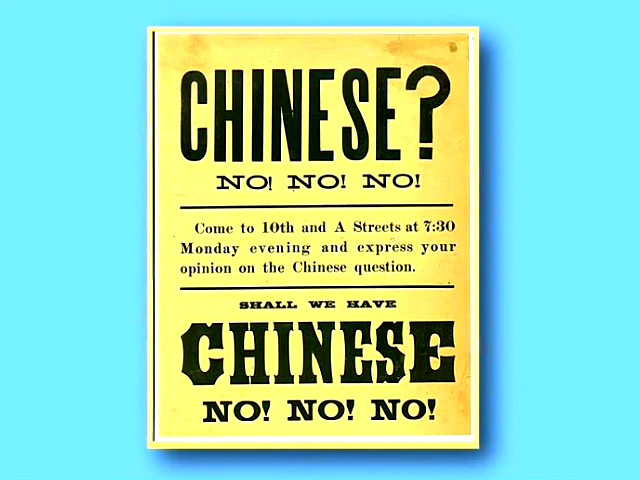 CHINESE?
NO! NO! NO!
Come to 10th and A Streets at 7:30
Monday evening and express your
opinion on the Chinese question.
SHALL WE HAVE
CHINESE
NO! NO! NO!